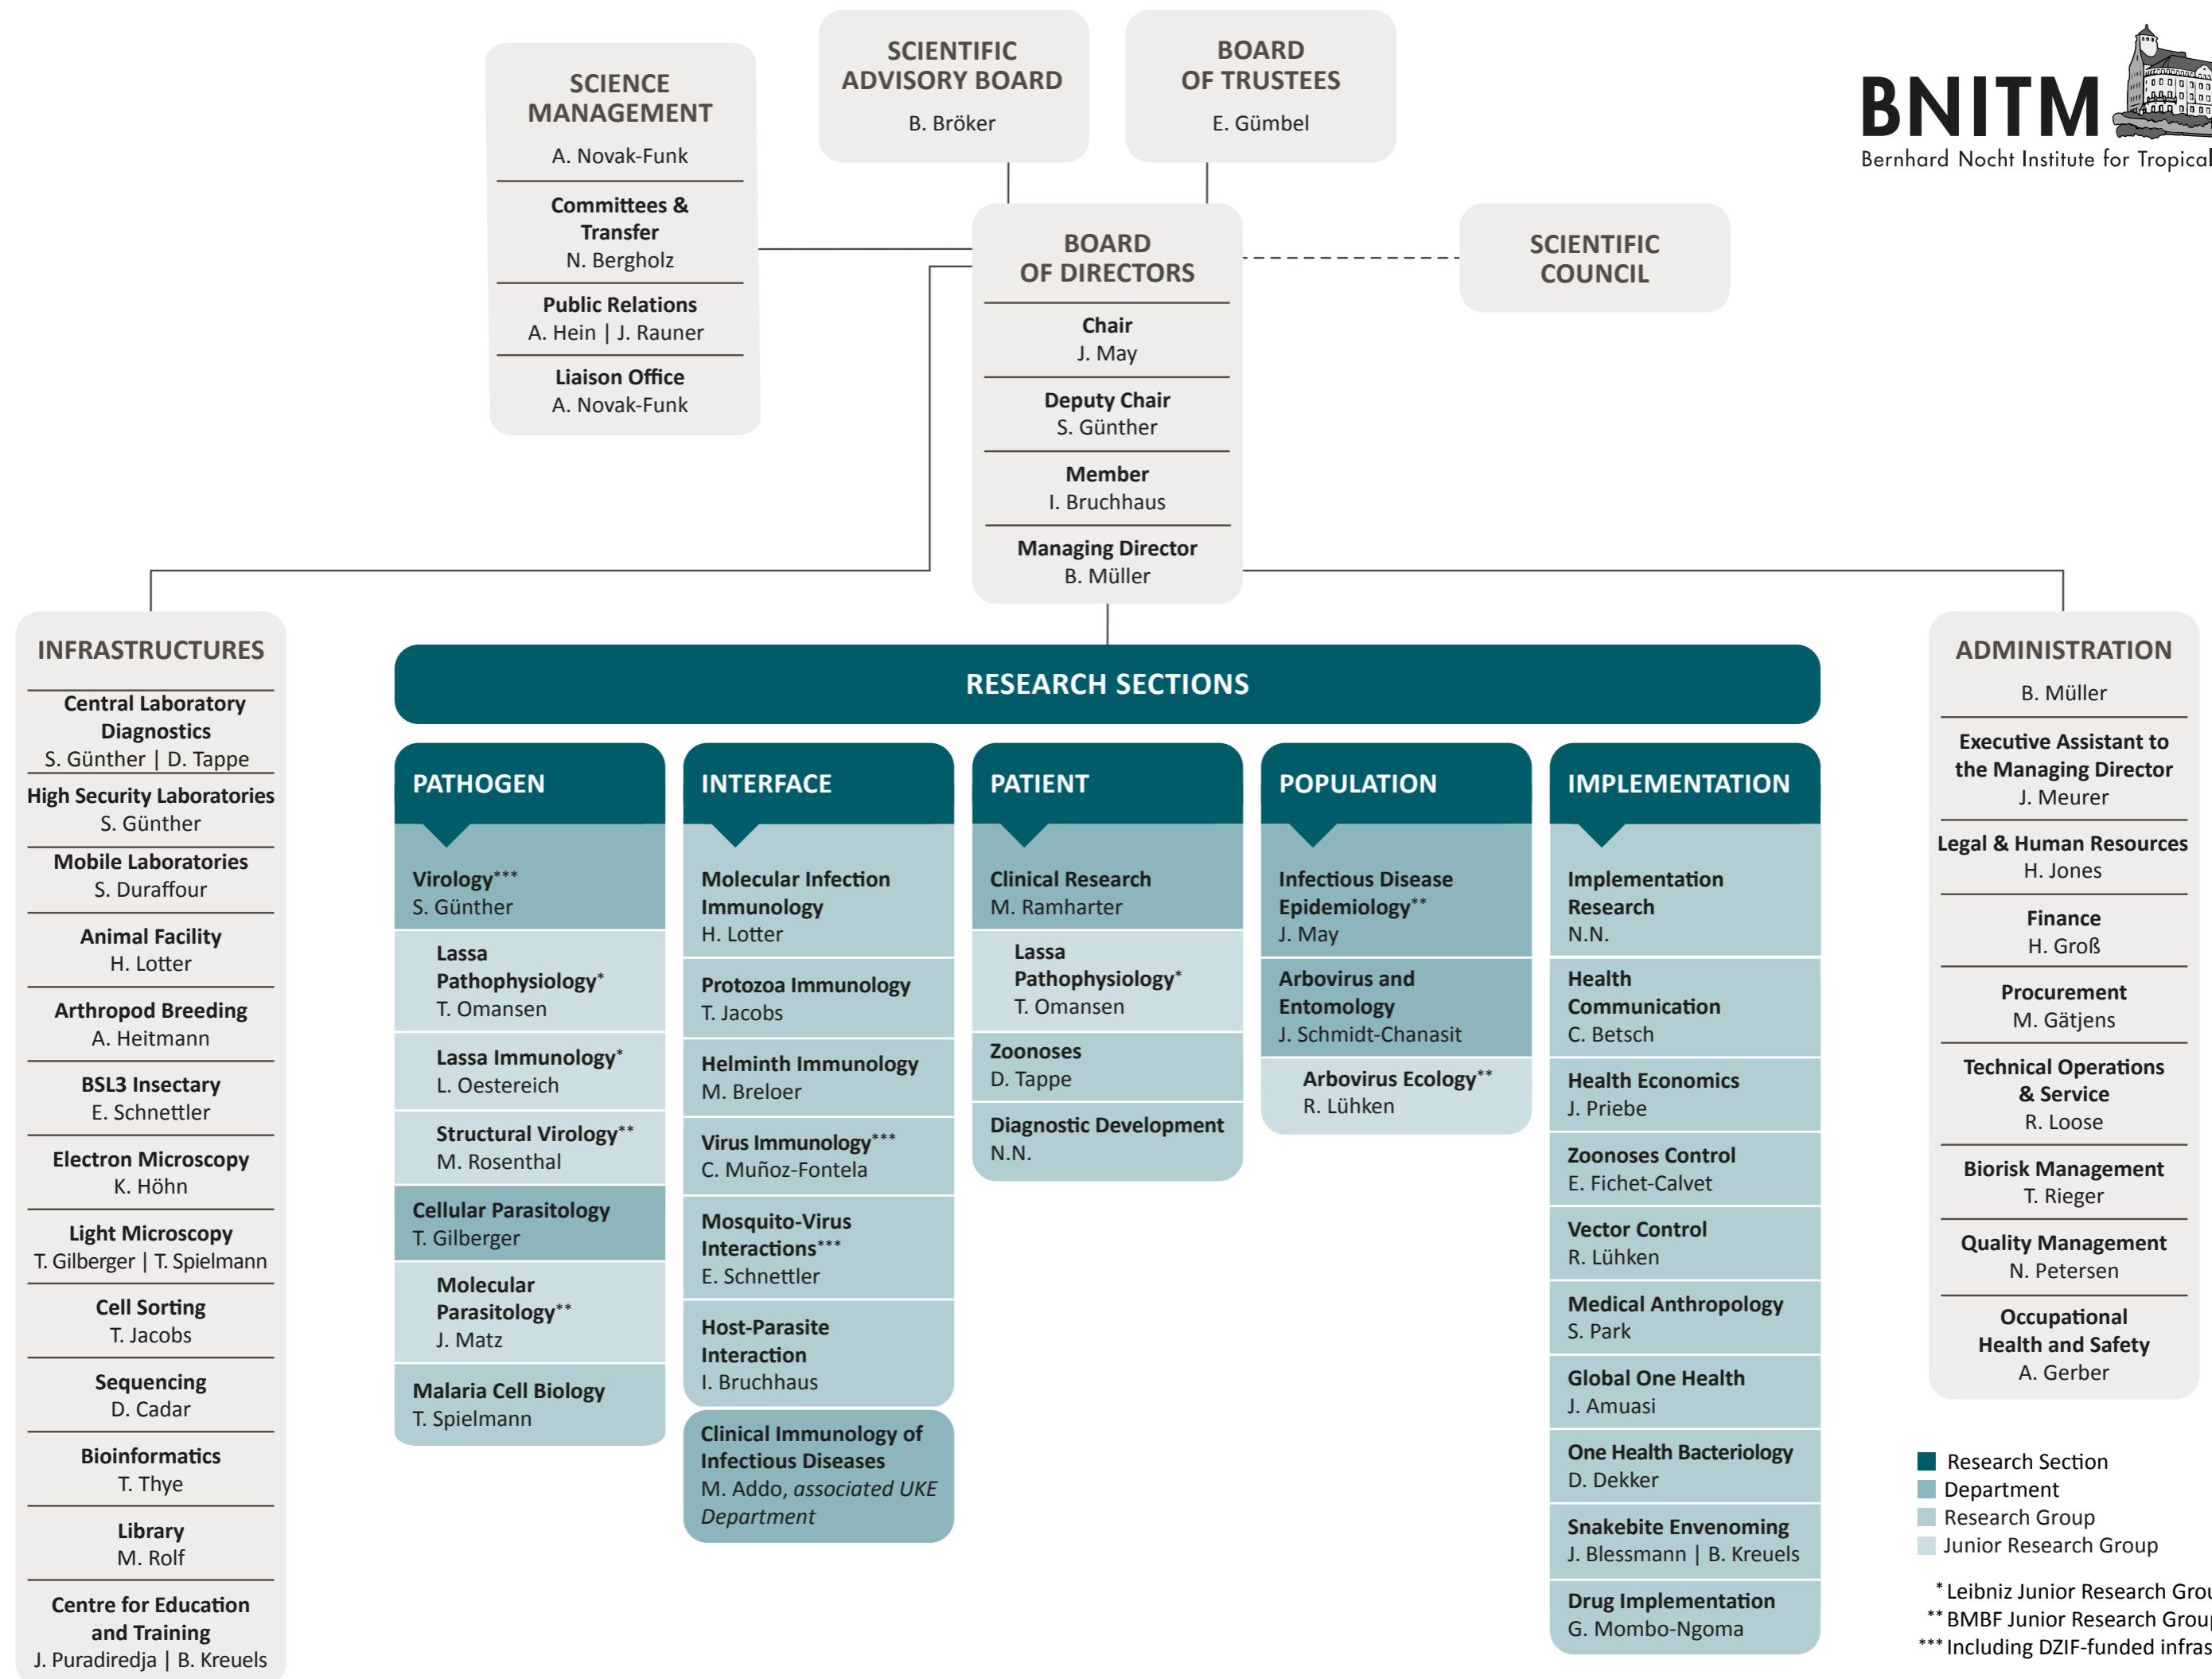 SCIENCE
MANAGEMENT
A. Novak-Funk
Committees &
Transfer
N. Bergholz
Public Relations
A. Hein | J. Rauner
Liaison Office
A. Novak-Funk
SCIENTIFIC
ADVISORY BOARD
B. Bröker
BOARD
OF TRUSTEES
E. Gümbel
BNITM
Bernhard Nocht Institute for Tropical
BOARD
OF DIRECTORS
Chair
J. May
Deputy Chair
S. Günther
Member
I. Bruchhaus
Managing Director
B. Müller
SCIENTIFIC
COUNCIL
INFRASTRUCTURES
Central Laboratory
Diagnostics
S. Günther | D. Tappe
High Security Laboratories
S. Günther
Mobile Laboratories
S. Duraffour
Animal Facility
H. Lotter
Arthropod Breeding
A. Heitmann
BSL3 Insectary
E. Schnettler
Electron Microscopy
K. Höhn
Light Microscopy
T. Gilberger | T. Spielmann
Cell Sorting
T. Jacobs
Sequencing
D. Cadar
Bioinformatics
T. Thye
Library
M. Rolf
Centre for Education
and Training
J. Puradiredja | B. Kreuels
RESEARCH SECTIONS
PATHOGEN
Virology***
S. Günther
Lassa
Pathophysiology*
T. Omansen
Lassa Immunology*
L. Oestereich
Structural Virology**
M. Rosenthal
Cellular Parasitology
T. Gilberger
Molecular
Parasitology**
J. Matz
Malaria Cell Biology
T. Spielmann
INTERFACE
Molecular Infection
Immunology
H. Lotter
Protozoa Immunology
T. Jacobs
Helminth Immunology
M. Breloer
Virus Immunology***
C. Muñoz-Fontela
Mosquito-Virus
Interactions***
E. Schnettler
Host-Parasite
Interaction
I. Bruchhaus
Clinical Immunology of
Infectious Diseases
M. Addo, associated UKE
Department
PATIENT
Clinical Research
M. Ramharter
Lassa
Pathophysiology*
T. Omansen
Zoonoses
D. Tappe
Diagnostic Development
N.N.
POPULATION
Infectious Disease
Epidemiology**
J. May
Arbovirus and
Entomology
J. Schmidt-Chanasit
Arbovirus Ecology**
R. Lühken
IMPLEMENTATION
Implementation
Research
N.N.
Health
Communication
C. Betsch
Health Economics
J. Priebe
Zoonoses Control
E. Fichet-Calvet
Vector Control
R. Lühken
Medical Anthropology
S. Park
Global One Health
J. Amuasi
One Health Bacteriology
D. Dekker
Snakebite Envenoming
J. Blessmann | B. Kreuels
Drug Implementation
G. Mombo-Ngoma
ADMINISTRATION
B. Müller
Executive Assistant to
the Managing Director
J. Meurer
Legal & Human Resources
H. Jones
Finance
H. Groß
Procurement
M. Gätjens
Technical Operations
& Service
R. Loose
Biorisk Management
T. Rieger
Quality Management
N. Petersen
Occupational
Health and Safety
A. Gerber
Research Section
Department
Research Group
Junior Research Group
* Leibniz Junior Research Grou
** BMBF Junior Research Group
*** Including DZIF-funded infras